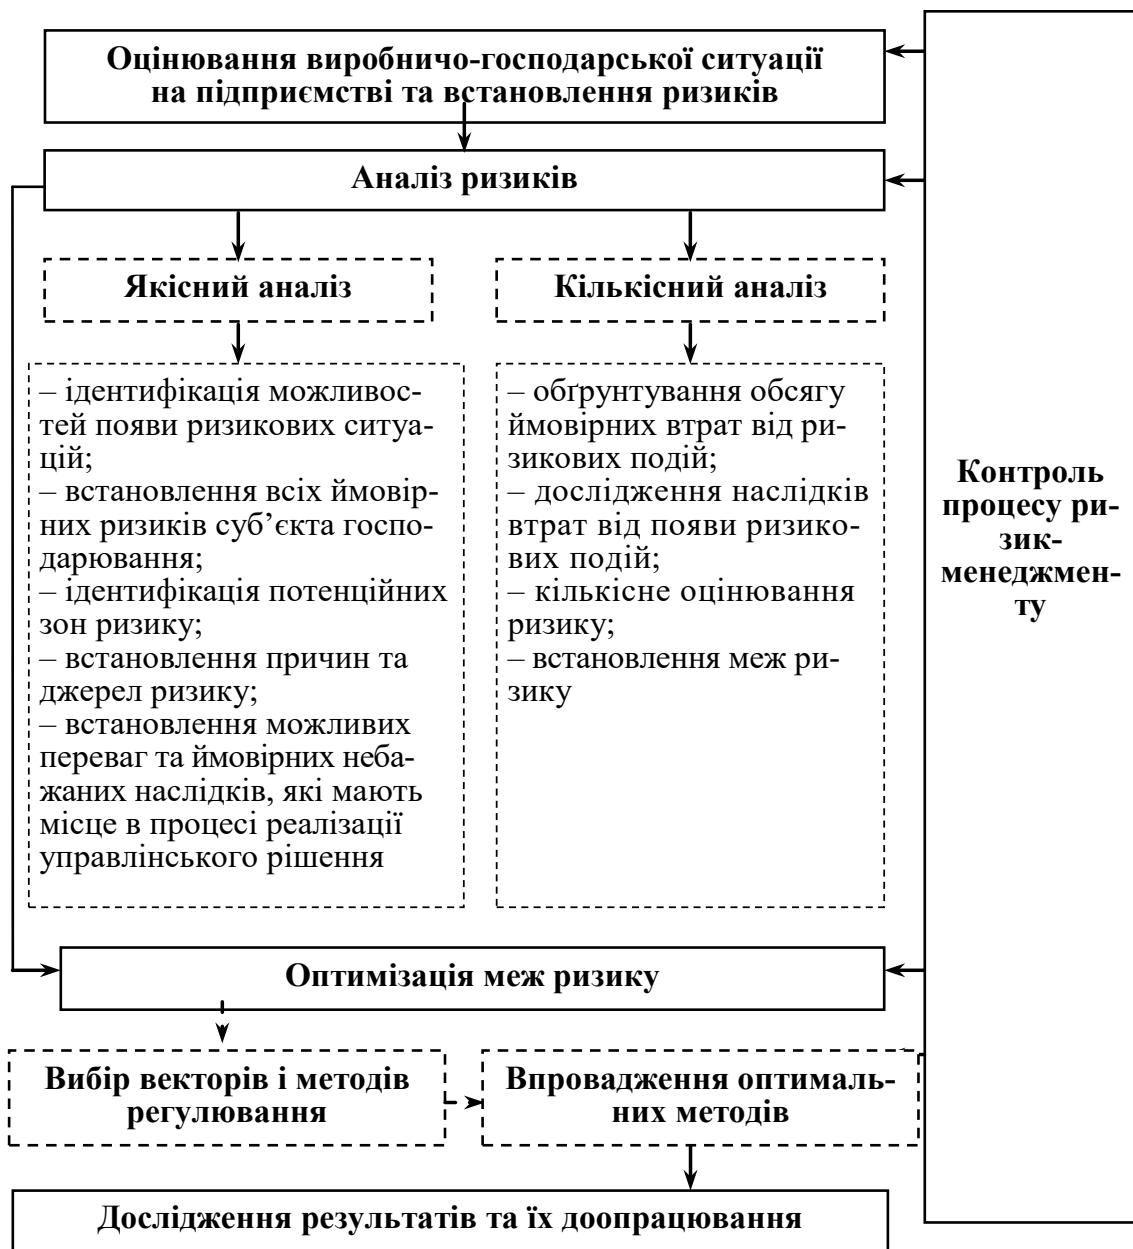 Оцінювання виробничо-господарської ситуації
на підприємстві та встановлення ризиків
Аналіз ризиків
Якісний аналіз
Кількісний аналіз
– ідентифікація можливос-
тей появи ризикових ситуа-
цій;
– встановлення всіх ймовір-
них ризиків суб’єкта госпо-
дарювання;
– ідентифікація потенційних
зон ризику;
– встановлення причин та
джерел ризику;
– встановлення можливих
переваг та ймовірних неба-
жаних наслідків, які мають
місце в процесі реалізації
управлінського рішення
– обґрунтування обсягу
ймовірних втрат від ри-
зикових подій;
– дослідження наслідків
втрат від появи ризико-
вих подій;
– кількісне оцінювання
ризику;
– встановлення меж ри-
зику
Контроль
процесу ри-
зик-
менеджмен-
ту
Оптимізація меж ризику
Вибір векторів і методів
регулювання
Впровадження оптималь-
них методів
Дослідження результатів та їх доопрацювання